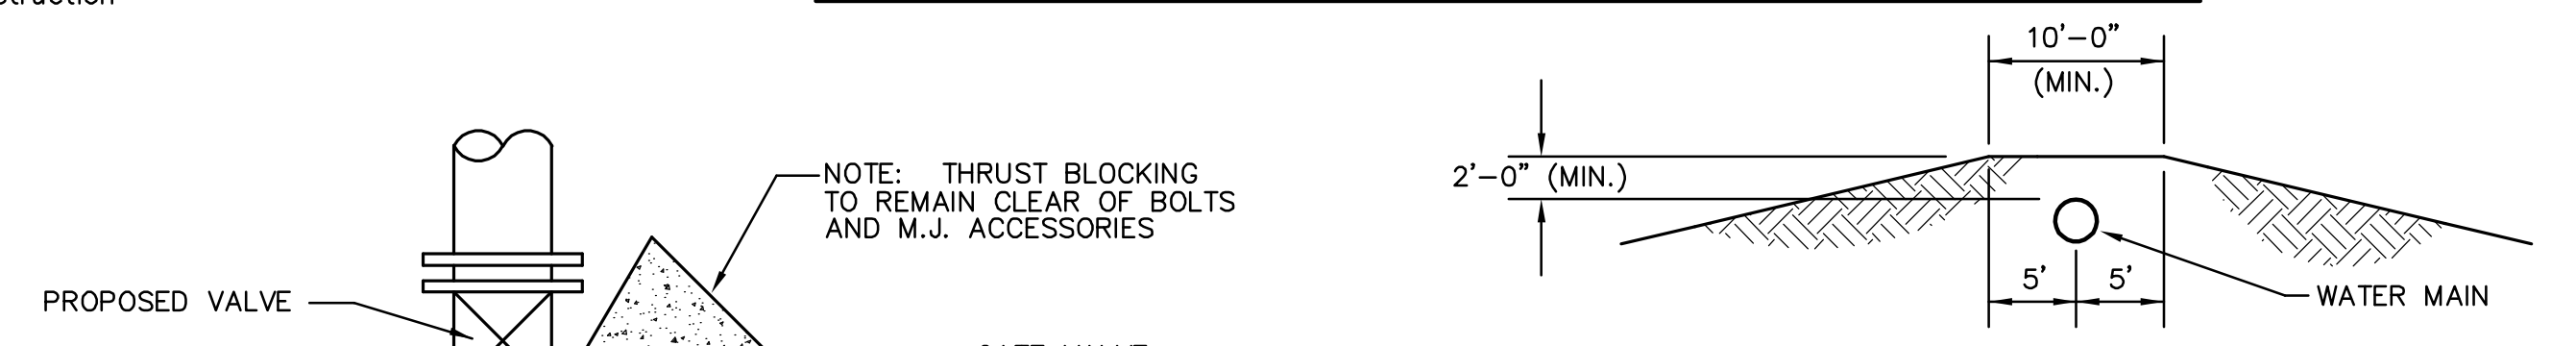 10'-0"
(MIN.)
NOTE: THRUST BLOCKING
TO REMAIN CLEAR OF BOLTS
AND M.J. ACCESSORIES
2'-0" (MIN.)
5' 5'
PROPOSED VALVE
WATER MAIN